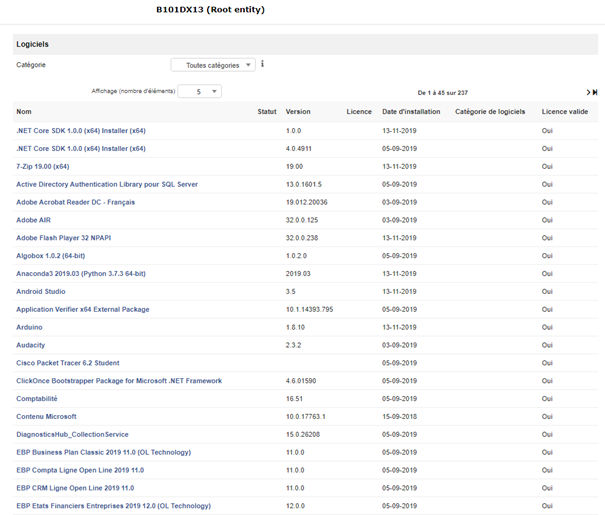 B101DX13 (Root entity)
Logiciels
Catégorie Toutes catégories
Affichage (nombre d'éléments) 5 De 1 à 45 sur 237
Nom Statut Version Licence Date d'installation Catégorie de logiciels Licence valide
.NET Core SDK 1.0.0 (x64) Installer (x64) 1.0.0 13-11-2019 Oui
.NET Core SDK 1.0.0 (x64) Installer (x64) 4.0.4911 05-09-2019 Oui
7-Zip 19.00 (x64) 19.00 13-11-2019 Oui
Active Directory Authentication Library pour SQL Server 13.0.1601.5 05-09-2019 Oui
Adobe Acrobat Reader DC - Français 19.012.20036 03-09-2019 Oui
Adobe AIR 32.0.0.125 03-09-2019 Oui
Adobe Flash Player 32 NPAPI 32.0.0.238 13-11-2019 Oui
Algobox 1.0.2 (64-bit) 1.0.2.0 05-09-2019 Oui
Anaconda3 2019.03 (Python 3.7.3 64-bit) 2019.03 13-11-2019 Oui
Android Studio 3.5 13-11-2019 Oui
Application Verifier x64 External Package 10.1.14393.795 05-09-2019 Oui
Arduino 1.8.10 13-11-2019 Oui
Audacity 2.3.2 03-09-2019 Oui
Cisco Packet Tracer 6.2 Student 05-09-2019 Oui
ClickOnce Bootstrapper Package for Microsoft .NET Framework 4.6.01590 05-09-2019 Oui
Comptabilité 16.51 05-09-2019 Oui
Contenu Microsoft 10.0.17763.1 15-09-2018 Oui
DiagnosticsHub_CollectionService 15.0.26208 05-09-2019 Oui
EBP Business Plan Classic 2019 11.0 (OL Technology) 11.0.0 05-09-2019 Oui
EBP Compta Ligne Open Line 2019 11.0 11.0.0 05-09-2019 Oui
EBP CRM Ligne Open Line 2019 11.0 11.0.0 05-09-2019 Oui
EBP Etats Financiers Entreprises 2019 12.0 (OL Technology) 12.0.0 05-09-2019 Oui